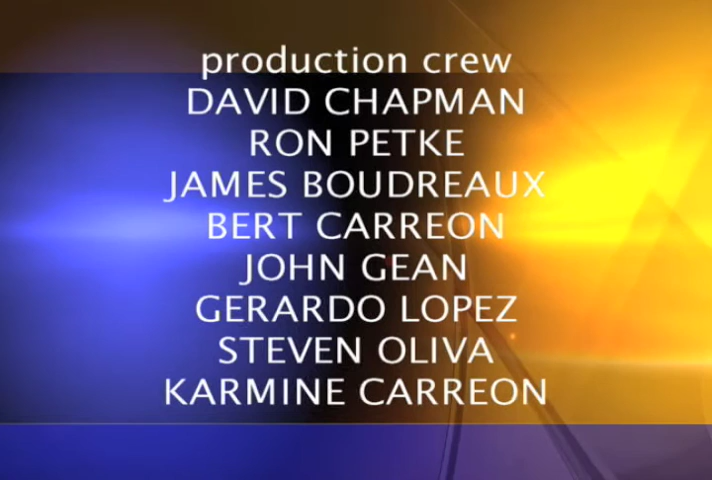 production crew
DAVID CHAPMAN
RON PETKE
JAMES BOUDREAUX
BERT CARREON
JOHN GEAN
GERARDO LOPEZ
STEVEN OLIVA
KARMINE CARREON